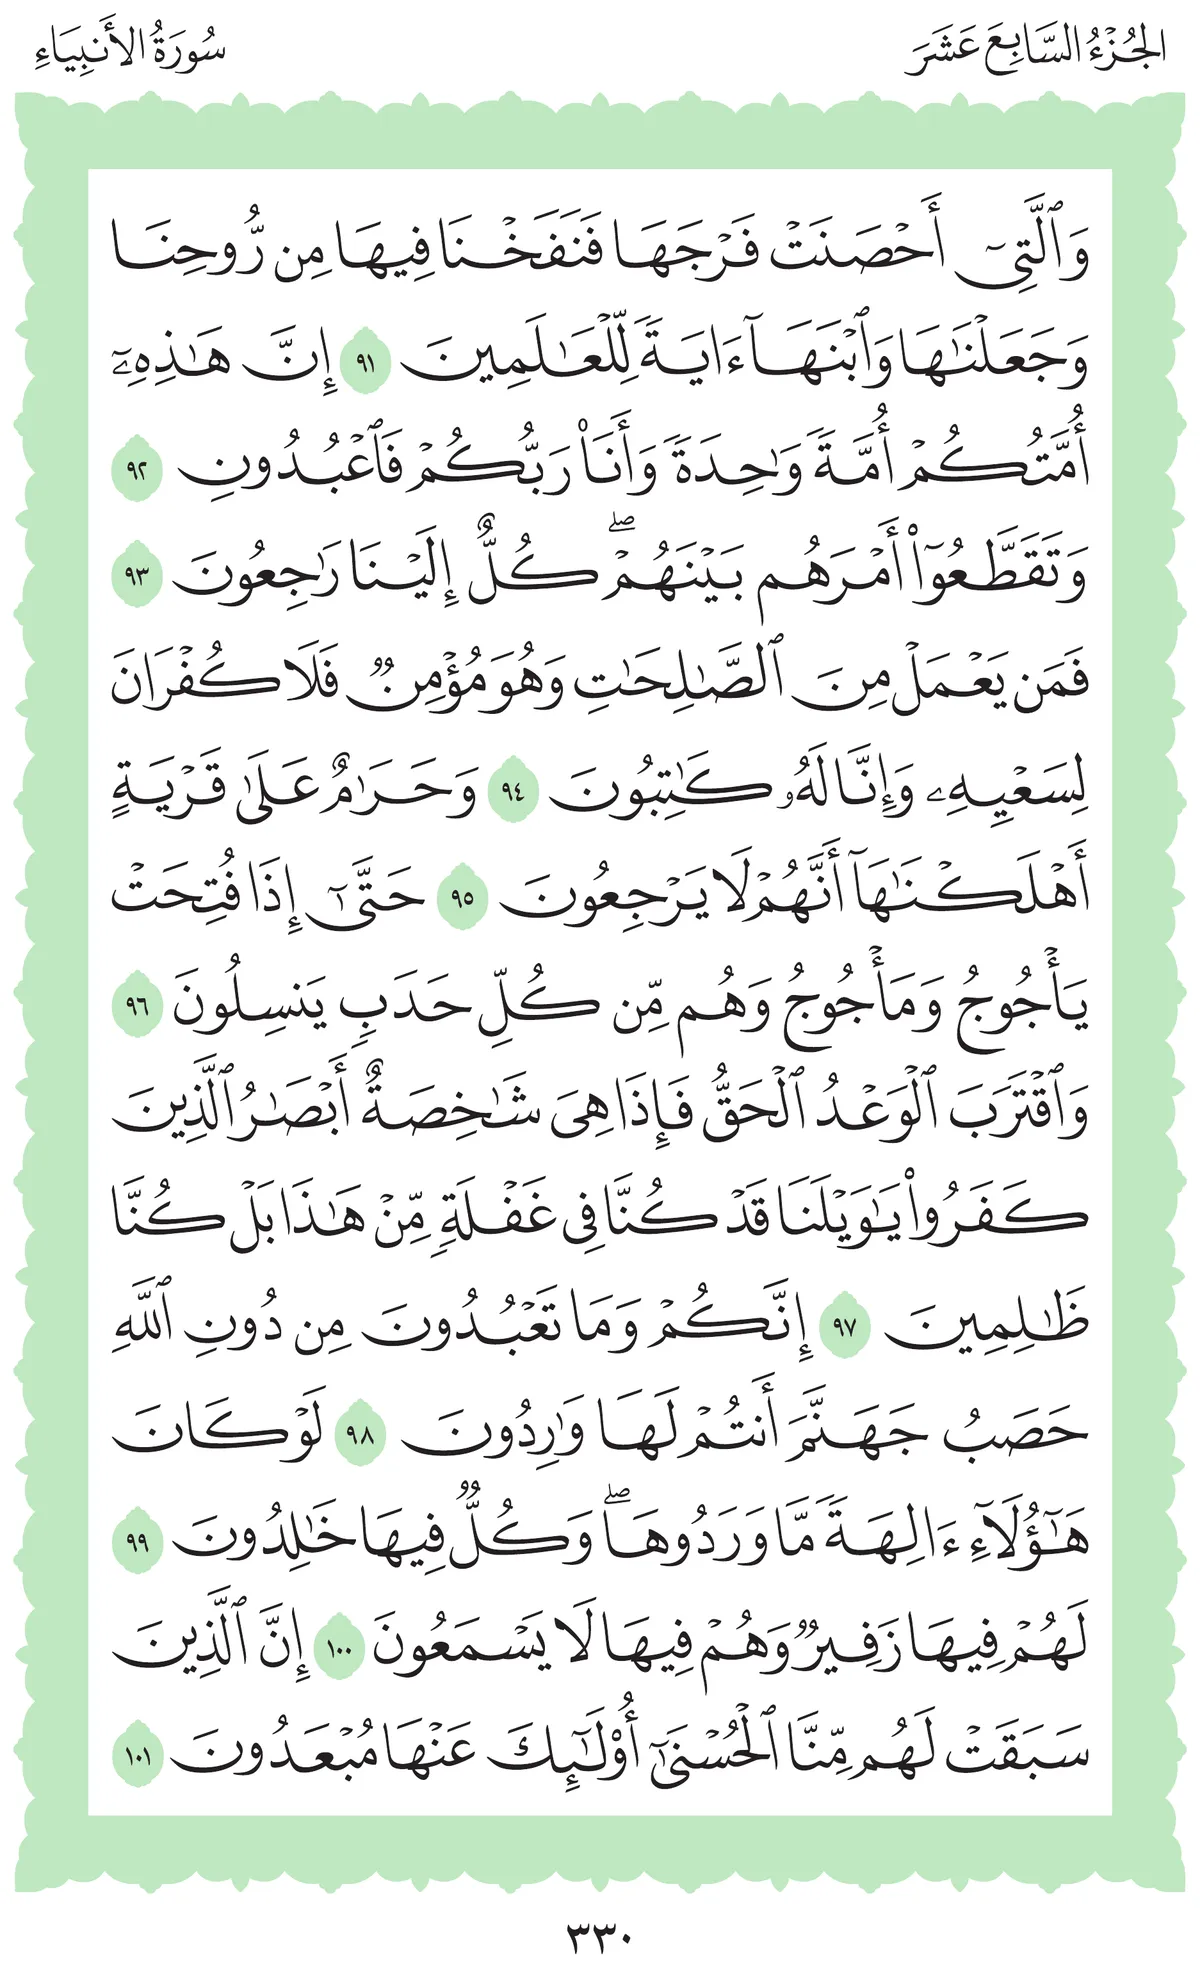 الجُزْءُ السَّابِعَ عَشَرَ
سُورَةُ الأَنبِيَاءِ
وَٱلَّتِىٓ أَحْصَنَتْ فَرْجَهَا فَنَفَخْنَا فِيهَا مِن رُّوحِنَا
وَجَعَلْنَٰهَا وَٱبْنَهَآ ءَايَةً لِّلْعَٰلَمِينَ ٩١ إِنَّ هَٰذِهِۦٓ
أُمَّتُكُمْ أُمَّةً وَٰحِدَةً وَأَنَا۠ رَبُّكُمْ فَٱعْبُدُونِ ٩٢
وَتَقَطَّعُوٓا۟ أَمْرَهُم بَيْنَهُمْ ۖ كُلٌّ إِلَيْنَا رَٰجِعُونَ ٩٣
فَمَن يَعْمَلْ مِنَ ٱلصَّٰلِحَٰتِ وَهُوَ مُؤْمِنٌ فَلَا كُفْرَانَ
لِسَعْيِهِۦ وَإِنَّا لَهُۥ كَٰتِبُونَ ٩٤ وَحَرَٰمٌ عَلَىٰ قَرْيَةٍ
أَهْلَكْنَٰهَآ أَنَّهُمْ لَا يَرْجِعُونَ ٩٥ حَتَّىٰٓ إِذَا فُتِحَتْ
يَأْجُوجُ وَمَأْجُوجُ وَهُم مِّن كُلِّ حَدَبٍ يَنسِلُونَ ٩٦
وَٱقْتَرَبَ ٱلْوَعْدُ ٱلْحَقُّ فَإِذَا هِىَ شَٰخِصَةٌ أَبْصَٰرُ ٱلَّذِينَ
كَفَرُوا۟ يَٰوَيْلَنَا قَدْ كُنَّا فِى غَفْلَةٍ مِّنْ هَٰذَا بَلْ كُنَّا
ظَٰلِمِينَ ٩٧ إِنَّكُمْ وَمَا تَعْبُدُونَ مِن دُونِ ٱللَّهِ
حَصَبُ جَهَنَّمَ أَنتُمْ لَهَا وَٰرِدُونَ ٩٨ لَوْ كَانَ
هَٰٓؤُلَآءِ ءَالِهَةً مَّا وَرَدُوهَا ۖ وَكُلٌّ فِيهَا خَٰلِدُونَ ٩٩
لَهُمْ فِيهَا زَفِيرٌ وَهُمْ فِيهَا لَا يَسْمَعُونَ ١٠٠ إِنَّ ٱلَّذِينَ
سَبَقَتْ لَهُم مِّنَّا ٱلْحُسْنَىٰٓ أُو۟لَٰٓئِكَ عَنْهَا مُبْعَدُونَ ١٠١
٣٣٠